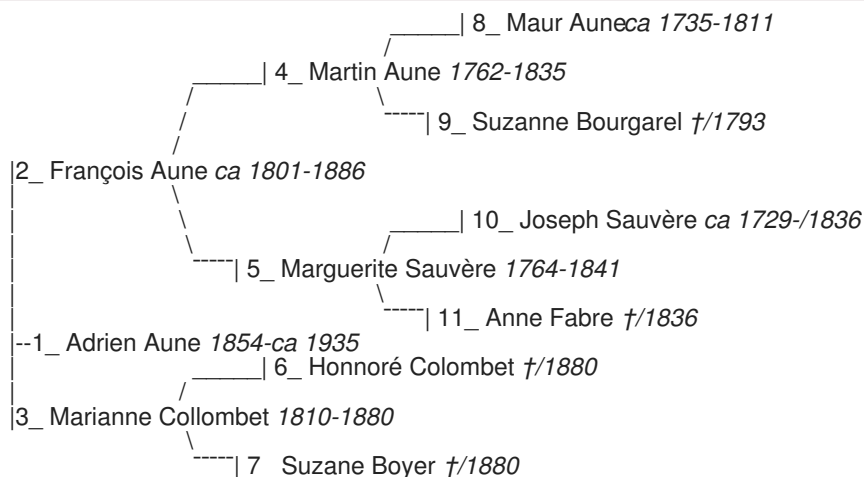 8_ Maur Auneca 1735-1811
4_ Martin Aune 1762-1835
9_ Suzanne Bourgarel †/1793
2_ François Aune ca 1801-1886
10_ Joseph Sauvère ca 1729-/1836
5_ Marguerite Sauvère 1764-1841
11_ Anne Fabre †/1836
--1_ Adrien Aune 1854-ca 1935
6_ Honnoré Colombet †/1880
3_ Marianne Collombet 1810-1880
7 Suzane Boyer †/1880